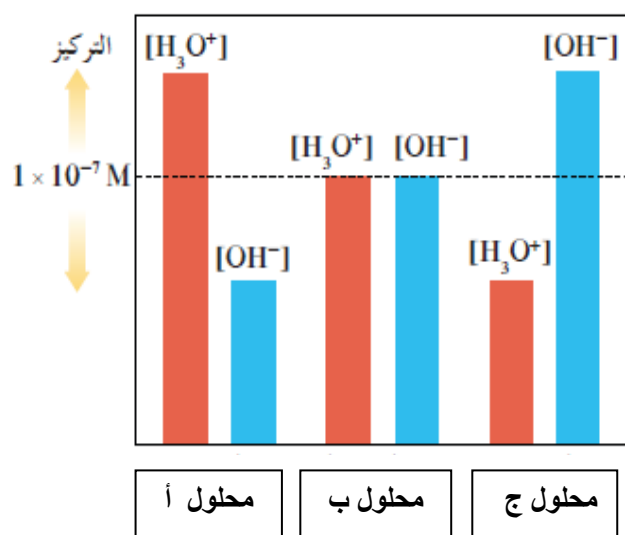 التركيز
[H₃O⁺]
[OH⁻]
[H₃O⁺] [OH⁻]
1 × 10⁻⁷ M
[OH⁻]
[H₃O⁺]
محلول أ
محلول ب
محلول ج